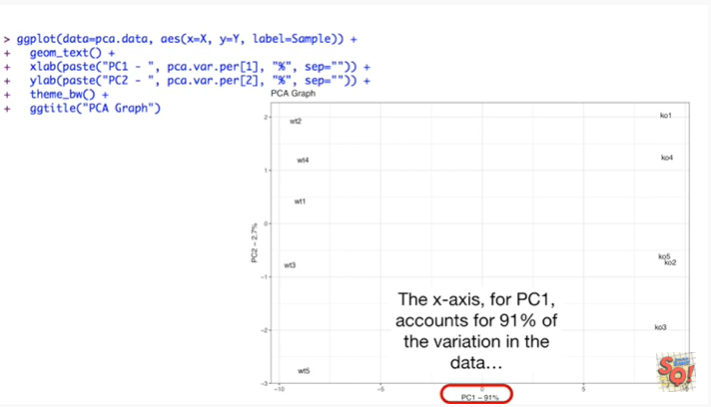 > ggplot(data=pca.data, aes(x=X, y=Y, label=Sample)) +
+ geom_text() +
+ xlab(paste("PC1 - ", pca.var.per[1], "%", sep="")) +
+ ylab(paste("PC2 - ", pca.var.per[2], "%", sep="")) +
+ theme_bw() +
+ ggtitle("PCA Graph")
PCA Graph
2
wt2
ko1
wt4
ko4
1
wt1
0
PC2 - 2.7%
wt3
ko5
ko2
-1
The x-axis, for PC1,
accounts for 91% of
the variation in the
data...
-2
ko3
wt5
-3
SQ!
-10
-5
0
5
10
PC1 - 91%